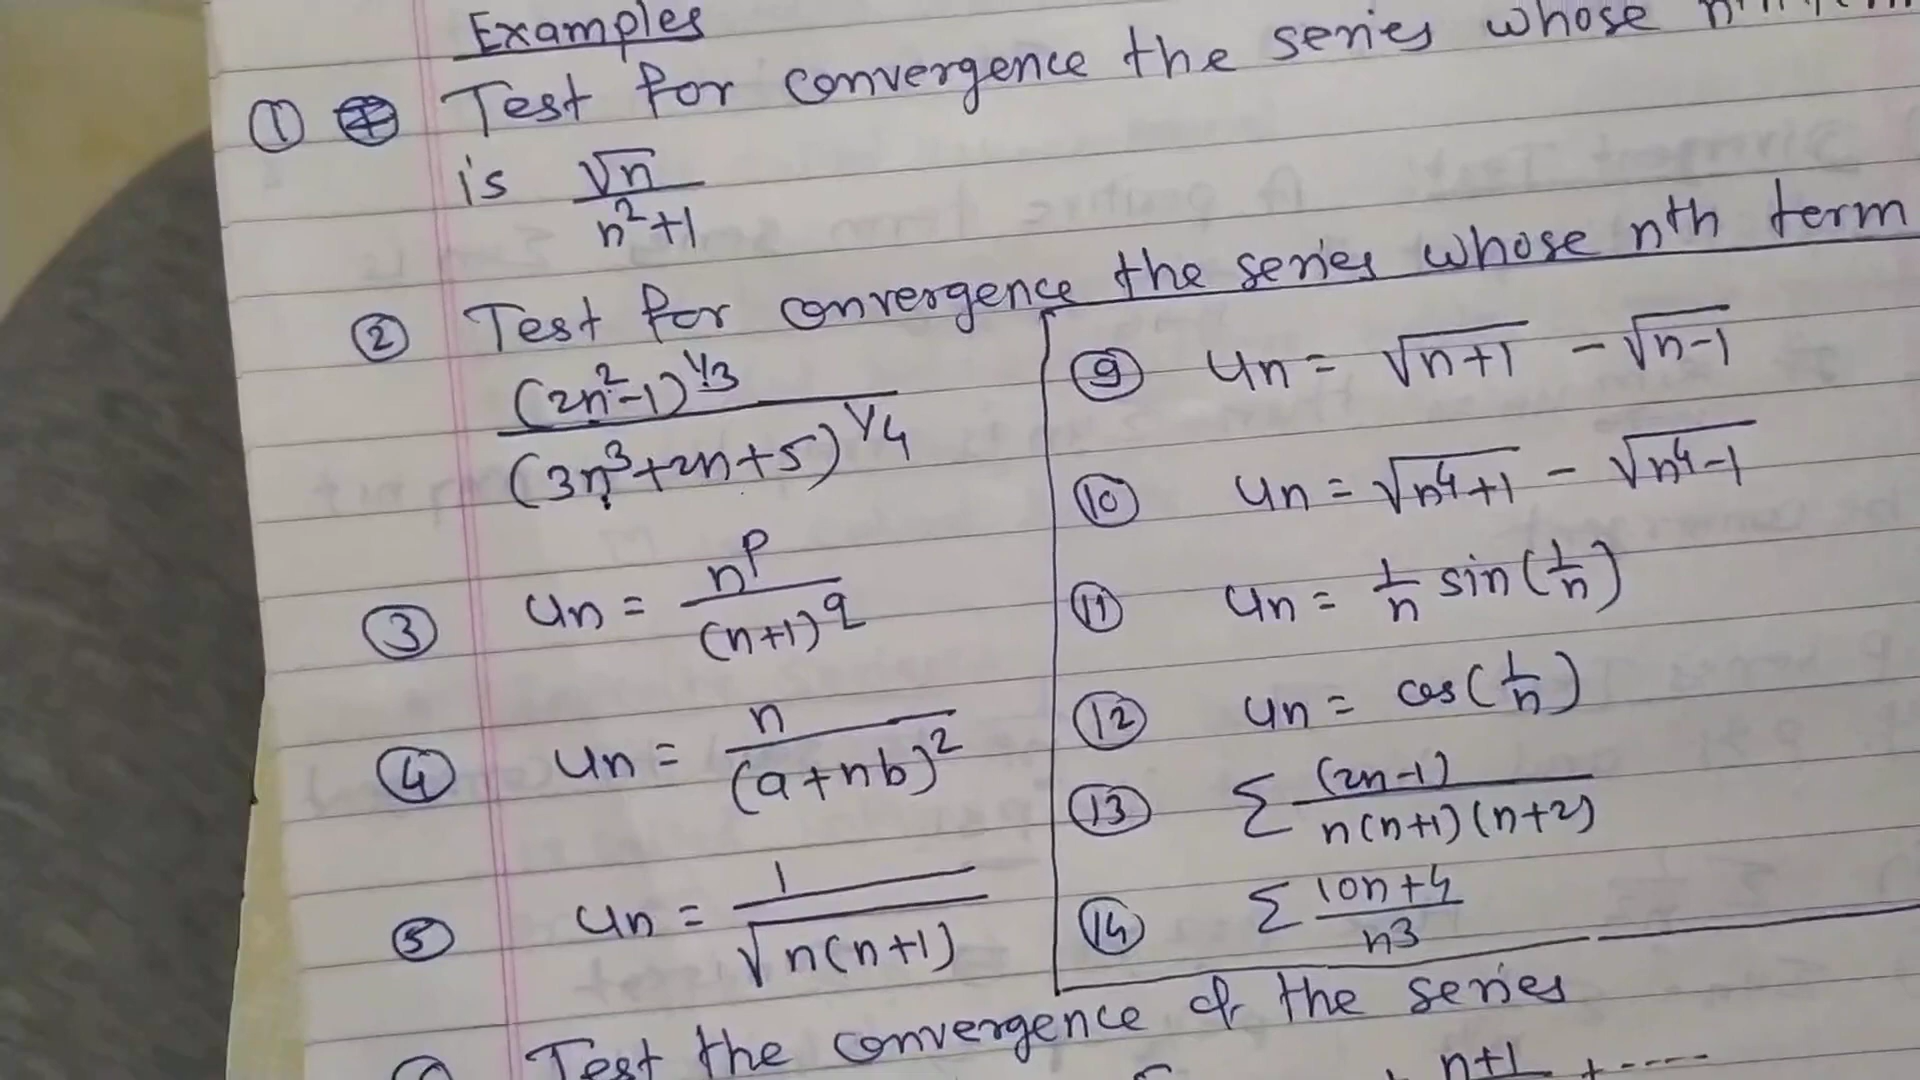 Examples
① Test for convergence the series whose nth
is √n / n²+1
② Test for convergence the series whose nth term
(2n²-1)^1/3 / (3n³+2n+5)^1/4
③ un = n^p / (n+1)^q
④ un = n / (a+nb)²
⑤ un = 1 / √n(n+1)
⑨ un = √n+1 - √n-1
⑩ un = √n⁴+1 - √n⁴-1
⑪ un = 1/n sin(1/n)
⑫ un = cos(1/n)
⑬ Σ (2n-1) / n(n+1)(n+2)
⑭ Σ 10n+4 / n3
Test the convergence of the series
+ n+1 + ----